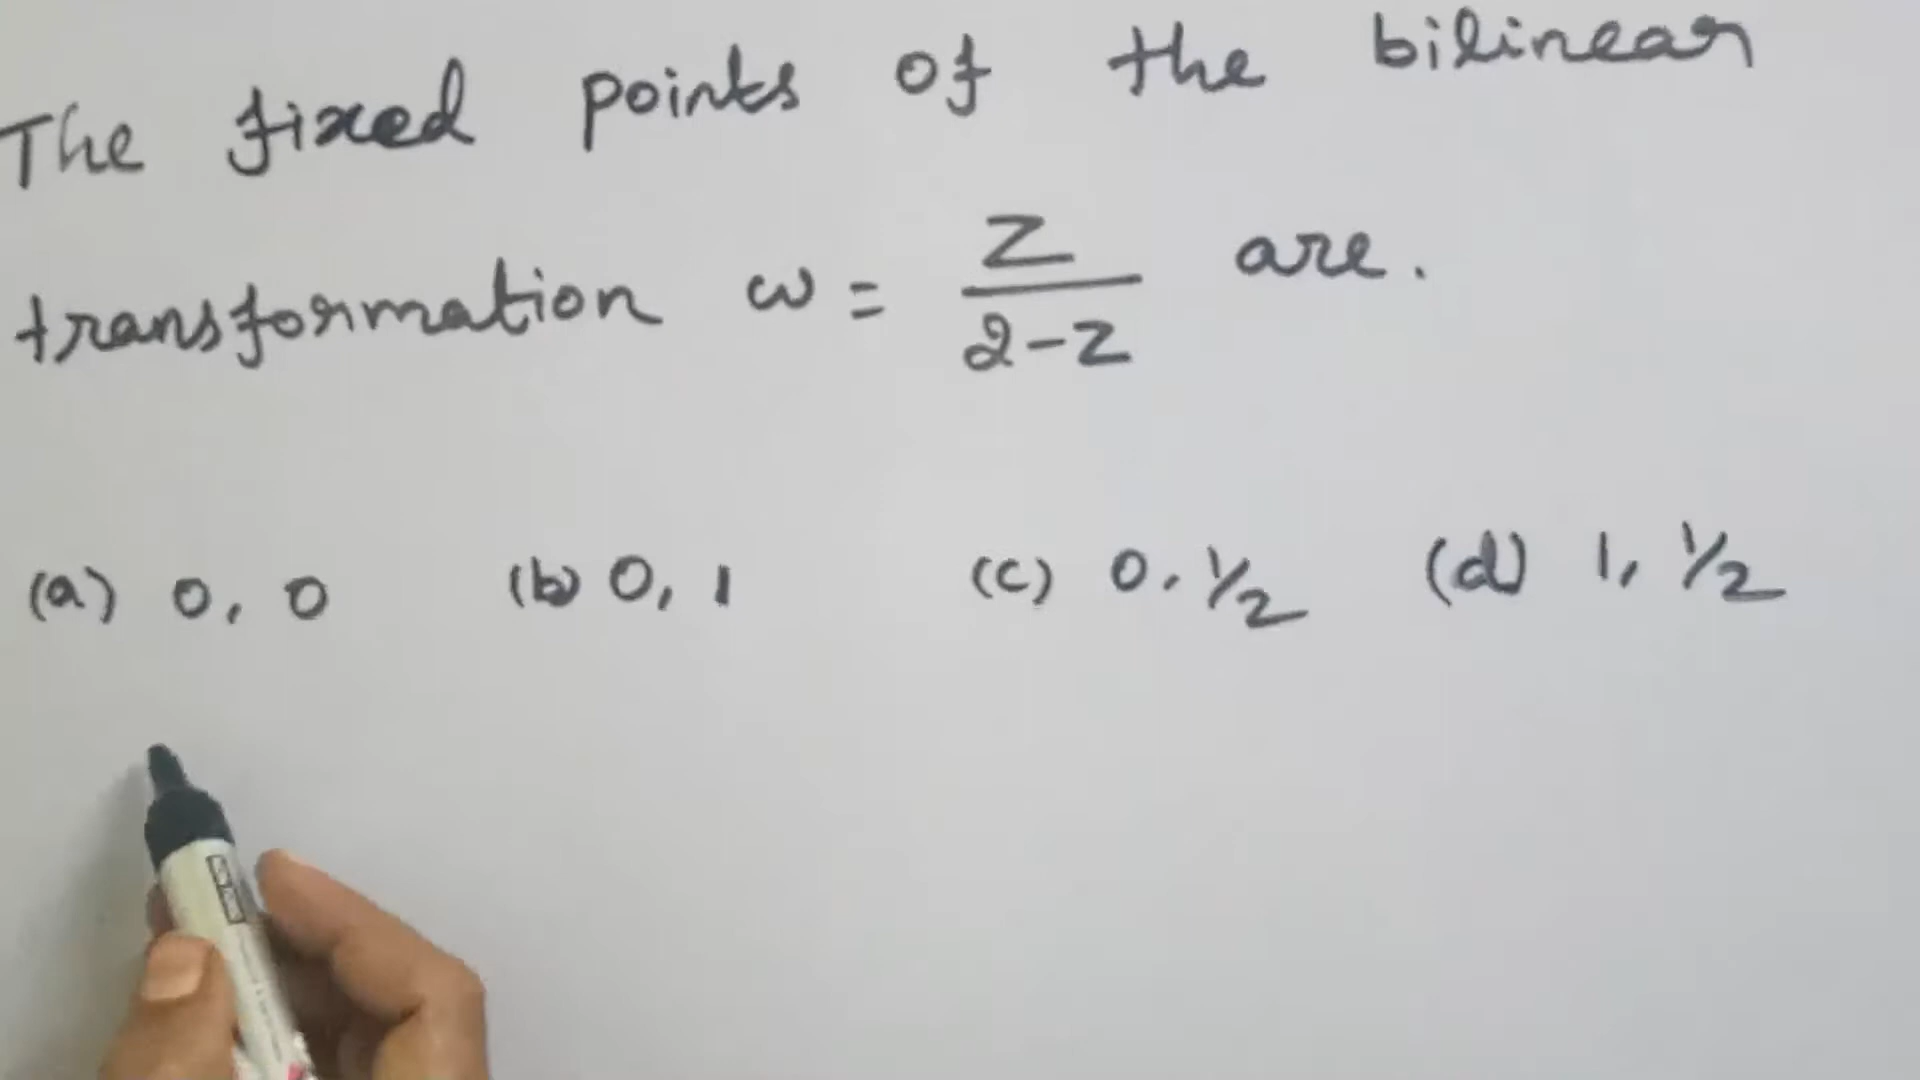 The fixed points of the bilinear
transformation ω = z/(2-z) are.
(a) 0, 0 (b) 0, 1 (c) 0, 1/2 (d) 1, 1/2